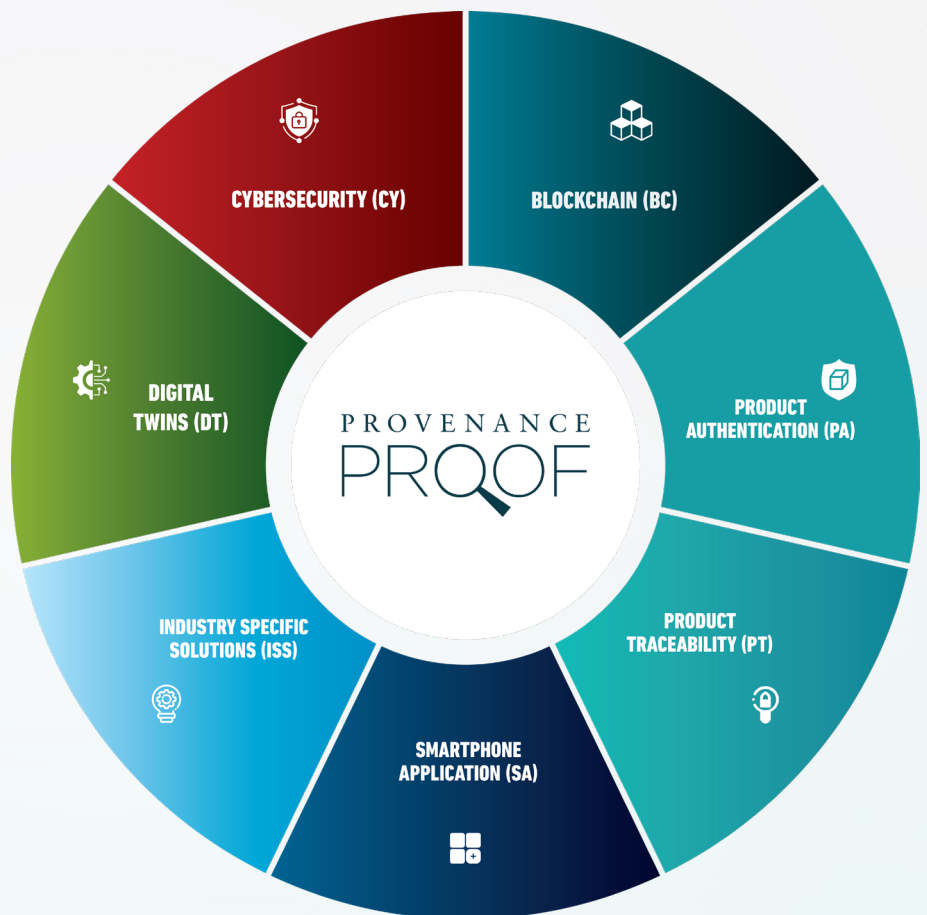 CYBERSECURITY (CY)
BLOCKCHAIN (BC)
DIGITAL
TWINS (DT)
PROVENANCE
PROOF
PRODUCT
AUTHENTICATION (PA)
INDUSTRY SPECIFIC
SOLUTIONS (ISS)
PRODUCT
TRACEABILITY (PT)
SMARTPHONE
APPLICATION (SA)